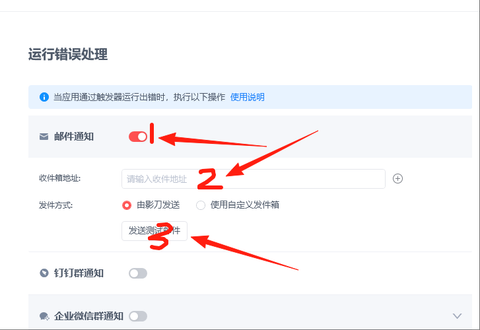 运行错误处理
当应用通过触发器运行出错时，执行以下操作 使用说明
邮件通知 1
收件箱地址: 请输入收件地址 2
发件方式: 由影刀发送 使用自定义发件箱
发送测试邮件 3
钉钉群通知
企业微信群通知